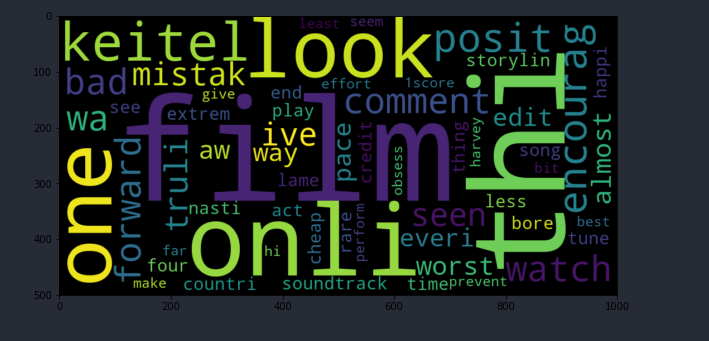 0
100
200
300
400
500
0
200
400
600
800
1000
keitel
look
least
seem
posit
storylin
encourag
happi
bad
mistak
give
effort
1score
comment
wa
see
extrem
end
play
film
edit
thi
almost
one
forward
truli
aw
ive
way
pace
credit
thing
harvey
song
bit
lame
obsess
less
nasti
act
onli
cheap
rare
perform
seen
everi
bore
best
tune
far
four
hi
worst
watch
make
countri
soundtrack
time
prevent